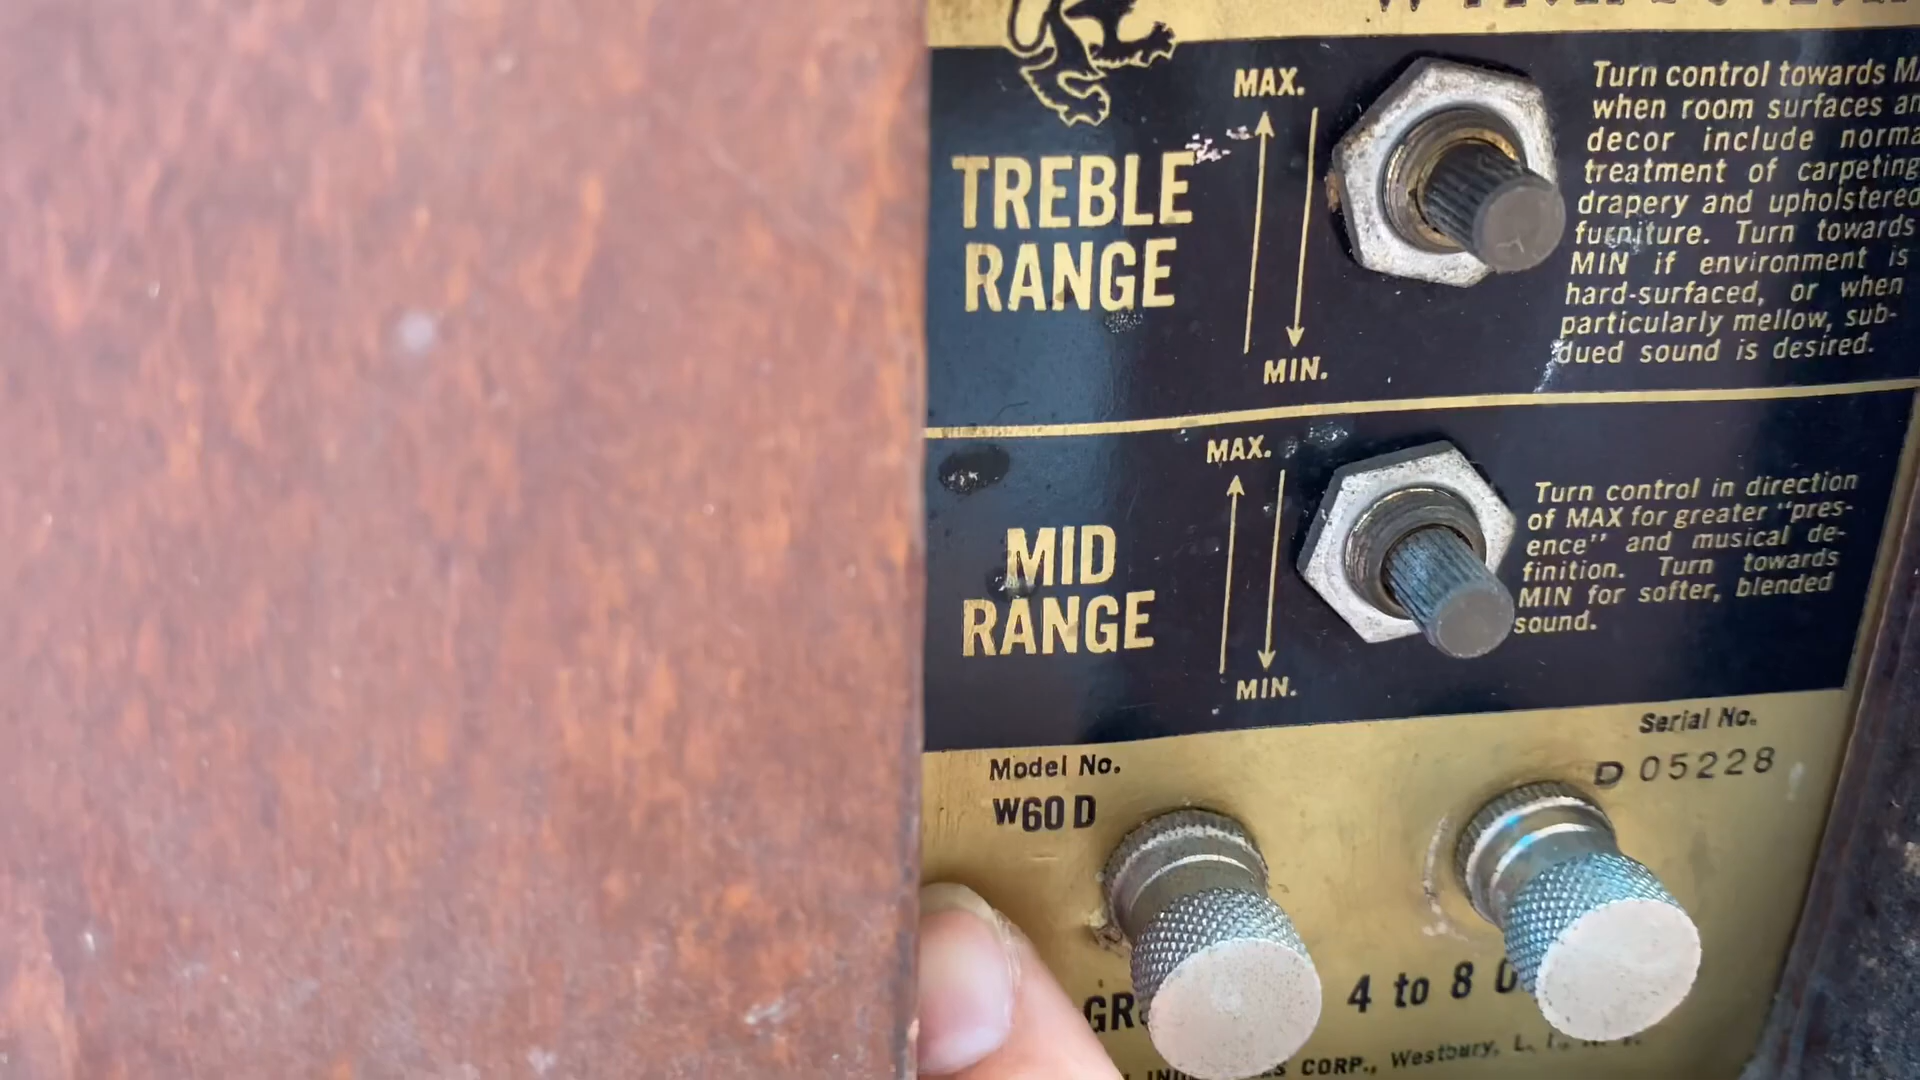 MAX.
TREBLE
RANGE
MIN.
Turn control towards
when room surfaces
decor include
treatment of carpeting
drapery and upholstered
furniture. Turn towards
MIN if environment is
hard-surfaced, or when
particularly mellow, sub-
dued sound is desired.
MAX.
MID
RANGE
MIN.
Turn control in direction
of MAX for greater "pres-
ence" and musical de-
finition. Turn towards
MIN for softer, blended
sound.
Model No.
W60 D
Serial No.
D 05228
4 to 8
CORP., Westbury, L. I.